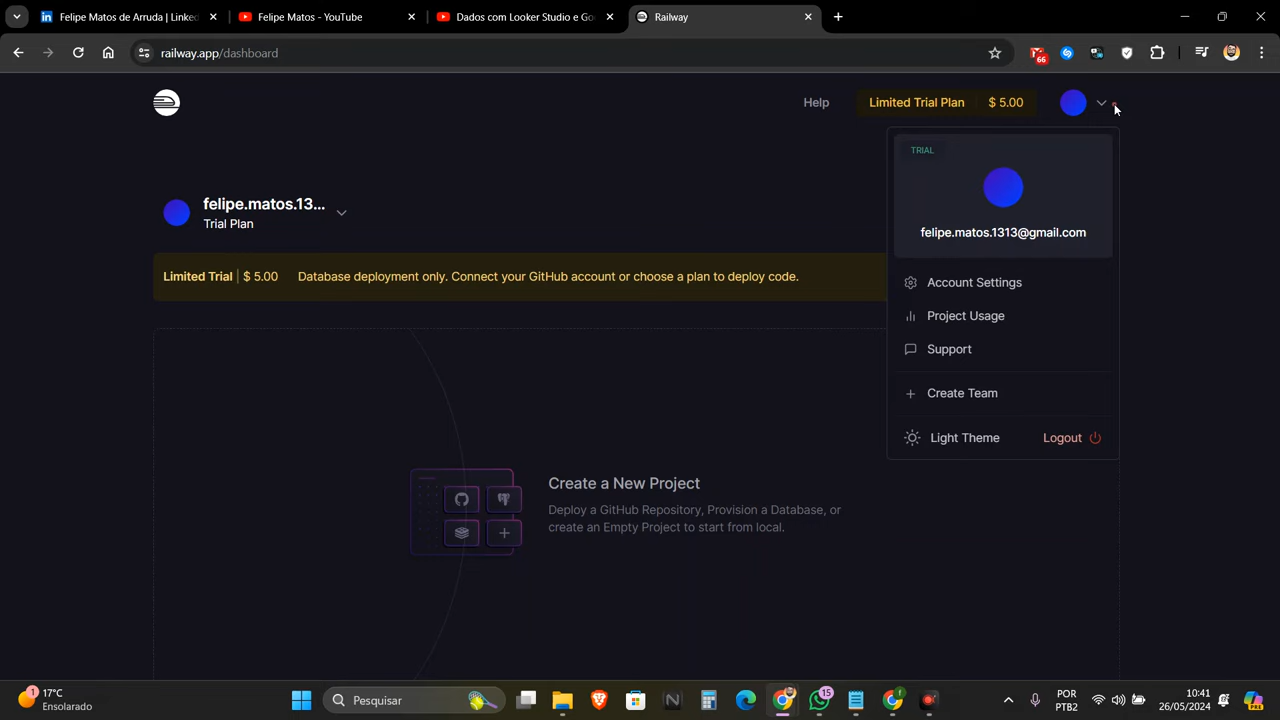 Felipe Matos de Arruda | Linked
Felipe Matos - YouTube
Dados com Looker Studio e Go
Railway
railway.app/dashboard
66
Help
Limited Trial Plan
$ 5.00
TRIAL
felipe.matos.1313@gmail.com
felipe.matos.13...
Trial Plan
Limited Trial
$ 5.00
Database deployment only. Connect your GitHub account or choose a plan to deploy code.
Account Settings
Project Usage
Support
Create Team
Light Theme
Logout
Create a New Project
Deploy a GitHub Repository, Provision a Database, or
create an Empty Project to start from local.
1
17°C
Ensolarado
Pesquisar
15
POR
PTB2
10:41
26/05/2024